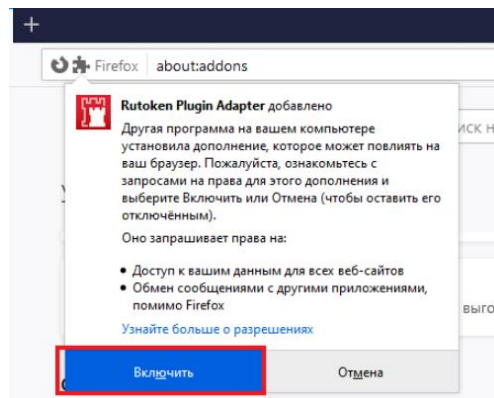 +
Firefox about:addons
Rutoken Plugin Adapter добавлено
Другая программа на вашем компьютере
установила дополнение, которое может повлиять на
ваш браузер. Пожалуйста, ознакомьтесь с
запросами на права для этого дополнения и
выберите Включить или Отмена (чтобы оставить его
отключённым).
Оно запрашивает права на:
• Доступ к вашим данным для всех веб-сайтов
• Обмен сообщениями с другими приложениями,
помимо Firefox
Узнайте больше о разрешениях
Включить Отмена